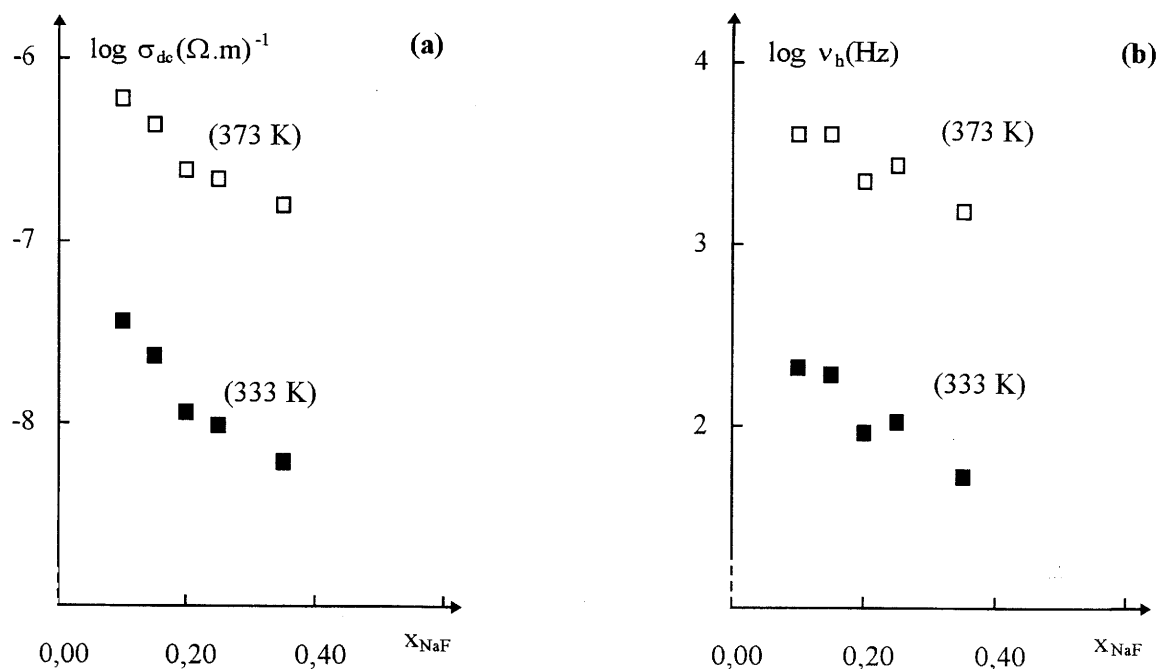 -6
log σdc(Ω.m)-1
(a)
(373 K)
-7
(333 K)
-8
0,00
0,20
0,40
xNaF
4
log νh(Hz)
(b)
(373 K)
3
(333 K)
2
0,00
0,20
0,40
xNaF